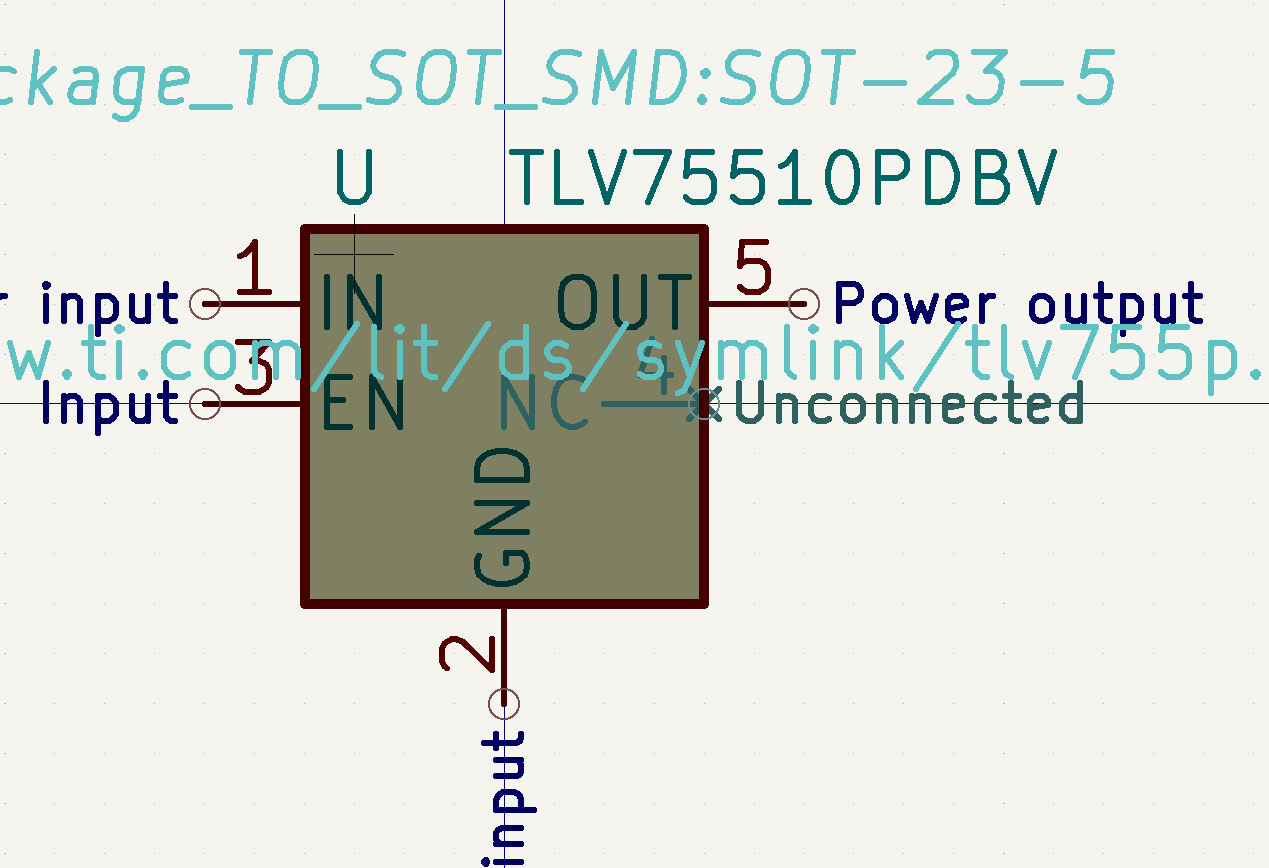 ckage_TO_SOT_SMD:SOT-23-5
U TLV75510PDBV
1 5
r input IN OUT Power output
w.ti.com/lit/ds/symlink/tlv755p.
3 4
Input EN NC Unconnected
GND
2
input